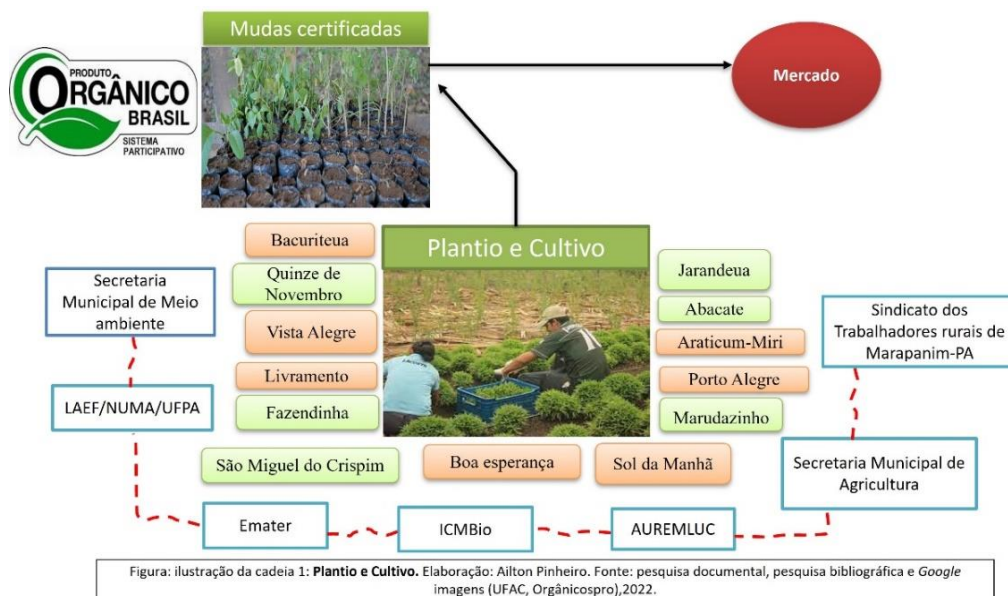 Mudas certificadas
PRODUTO
ORGÂNICO
BRASIL
SISTEMA
PARTICIPATIVO
Mercado
Bacuriteua
Quinze de
Novembro
Vista Alegre
Livramento
Fazendinha
Plantio e Cultivo
Jarandeua
Abacate
Araticum-Miri
Porto Alegre
Marudazinho
São Miguel do Crispim
Boa esperança
Sol da Manhã
Secretaria
Municipal de Meio
ambiente
LAEF/NUMA/UFPA
Emater
ICMBio
AUREMLUC
Secretaria Municipal de
Agricultura
Sindicato dos
Trabalhadores rurais de
Marapanim-PA
Figura: ilustração da cadeia 1: Plantio e Cultivo. Elaboração: Ailton Pinheiro. Fonte: pesquisa documental, pesquisa bibliográfica e Google
imagens (UFAC, Orgânicospro),2022.